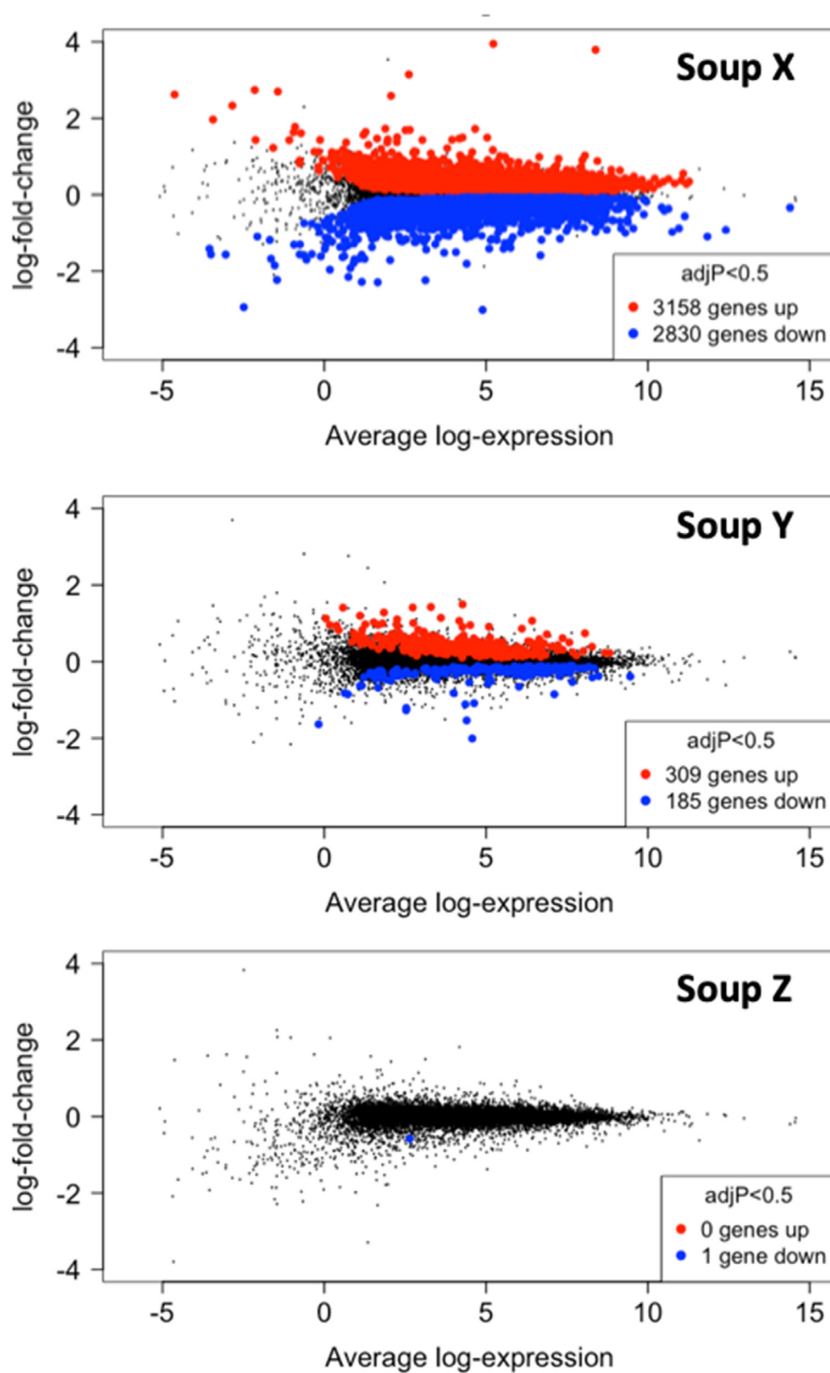 Soup X
4
2
0
-2
-4
log-fold-change
adjP<0.5
3158 genes up
2830 genes down
-5 0 5 10 15
Average log-expression
Soup Y
4
2
0
-2
-4
log-fold-change
adjP<0.5
309 genes up
185 genes down
-5 0 5 10 15
Average log-expression
Soup Z
4
2
0
-2
-4
log-fold-change
adjP<0.5
0 genes up
1 gene down
-5 0 5 10 15
Average log-expression